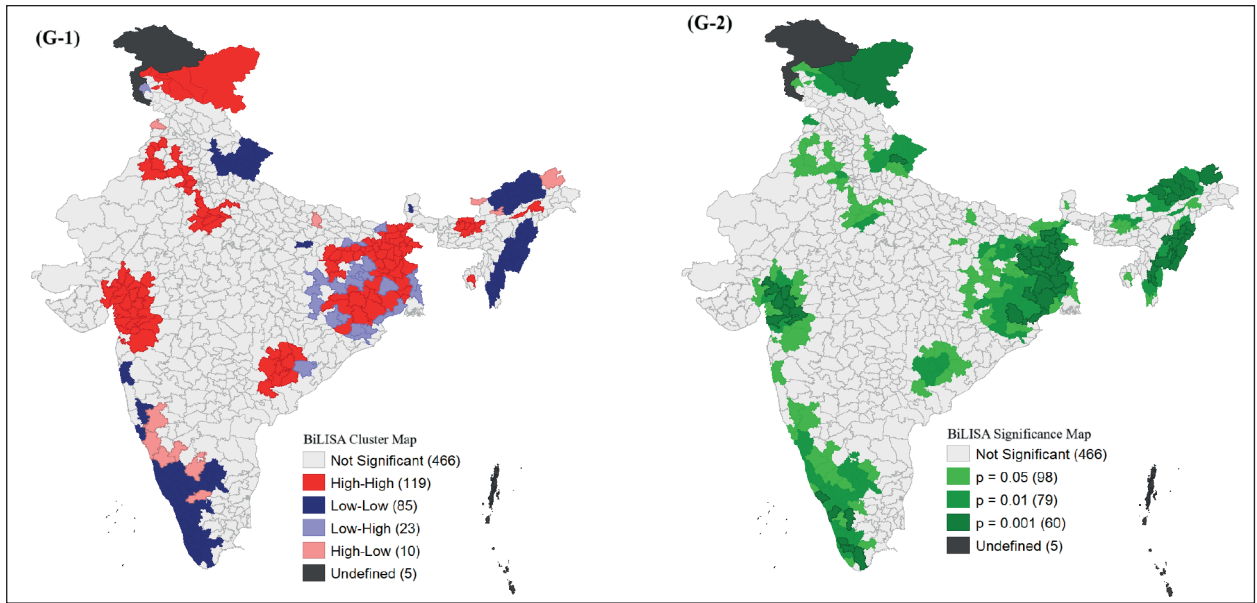 (G-1)
BiLISA Cluster Map
Not Significant (466)
High-High (119)
Low-Low (85)
Low-High (23)
High-Low (10)
Undefined (5)
(G-2)
BiLISA Significance Map
Not Significant (466)
p = 0.05 (98)
p = 0.01 (79)
p = 0.001 (60)
Undefined (5)